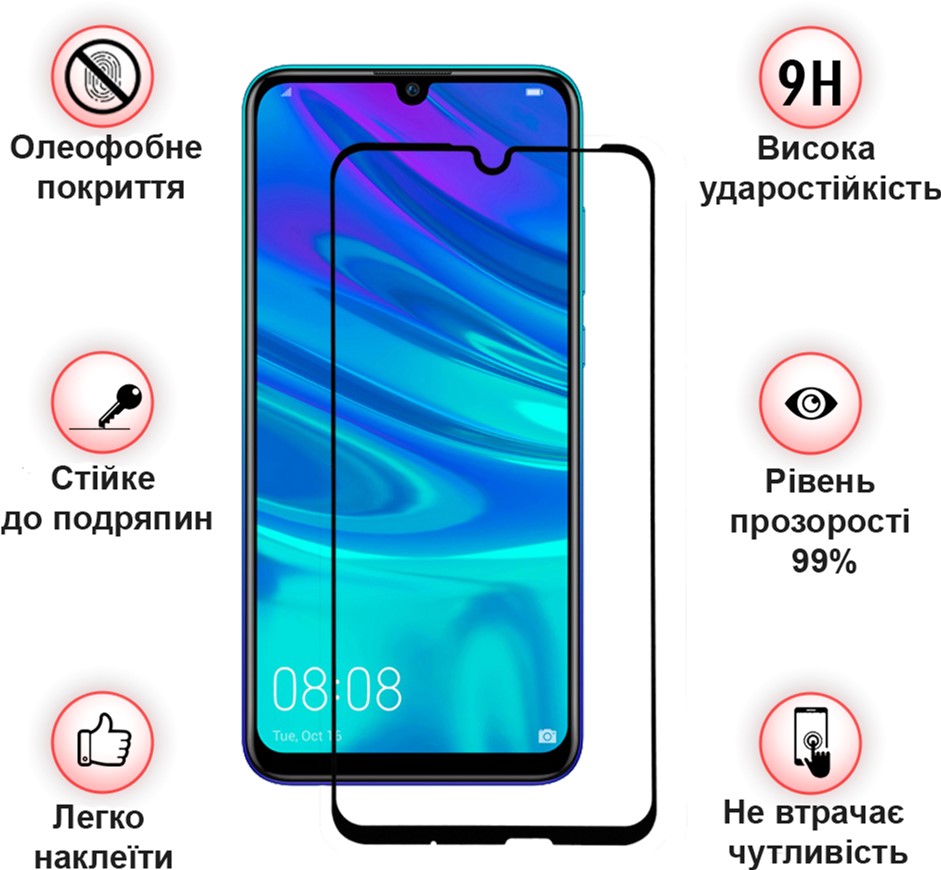 Олеофобне
покриття
9H
Висока
ударостійкість
Стійке
до подряпин
Рівень
прозорості
99%
08:08
Tue, Oct 16
Легко
наклеїти
Не втрачає
чутливість